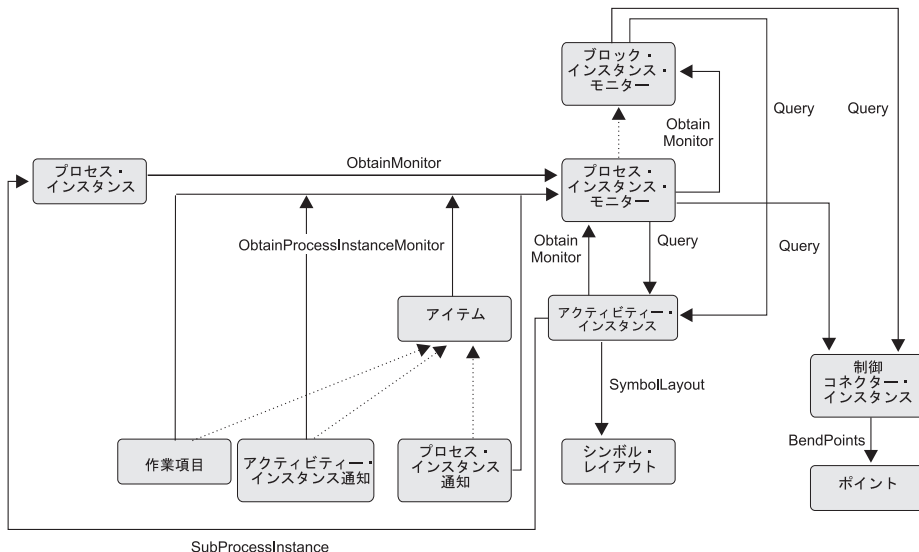 ブロック・
インスタンス・
モニター
Query
Query
Obtain
Monitor
ObtainMonitor
プロセス・
インスタンス
プロセス・
インスタンス・
モニター
ObtainProcessInstanceMonitor
Obtain
Monitor
Query
Query
アイテム
アクティビティー・
インスタンス
制御
コネクター・
インスタンス
SymbolLayout
BendPoints
作業項目
アクティビティー・
インスタンス通知
プロセス・
インスタンス
通知
シンボル・
レイアウト
ポイント
SubProcessInstance